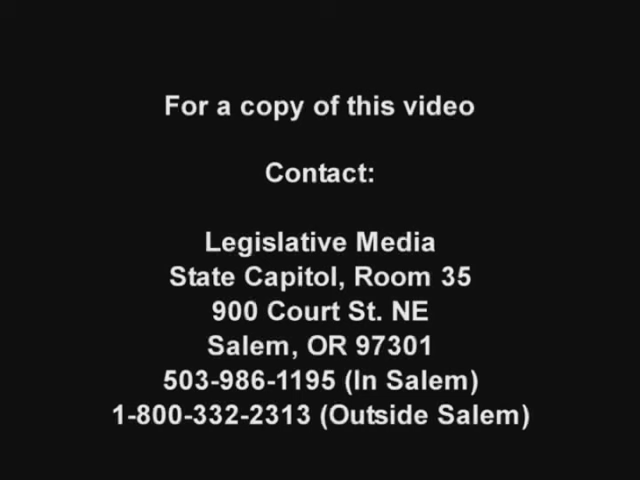 For a copy of this video
Contact:
Legislative Media
State Capitol, Room 35
900 Court St. NE
Salem, OR 97301
503-986-1195 (In Salem)
1-800-332-2313 (Outside Salem)